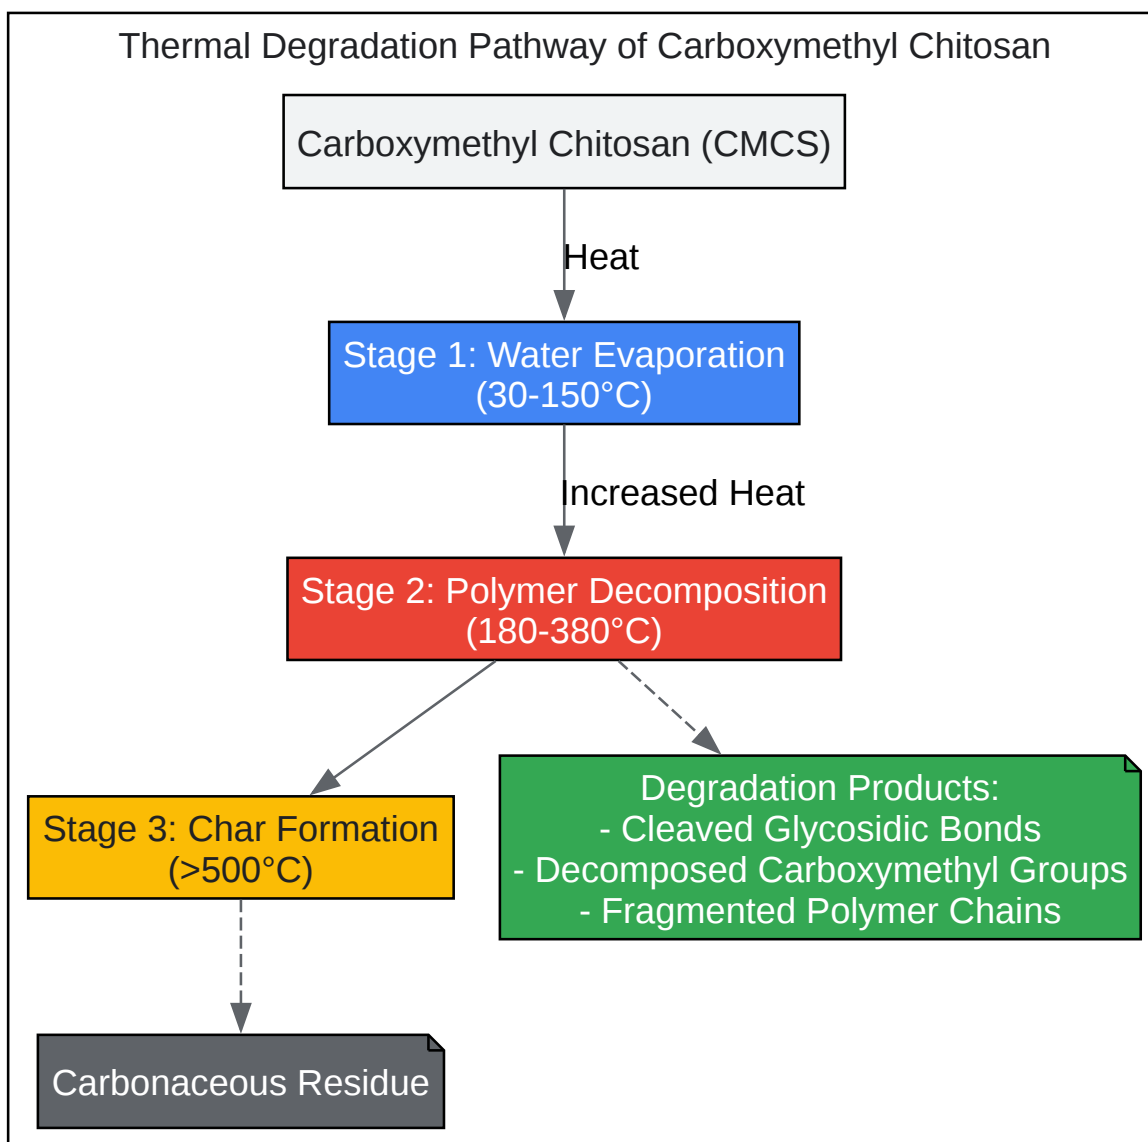 Thermal Degradation Pathway of Carboxymethyl Chitosan
Carboxymethyl Chitosan (CMCS)
Heat
Stage 1: Water Evaporation
(30-150°C)
Increased Heat
Stage 2: Polymer Decomposition
(180-380°C)
Stage 3: Char Formation
(>500°C)
Degradation Products:
- Cleaved Glycosidic Bonds
- Decomposed Carboxymethyl Groups
- Fragmented Polymer Chains
Carbonaceous Residue